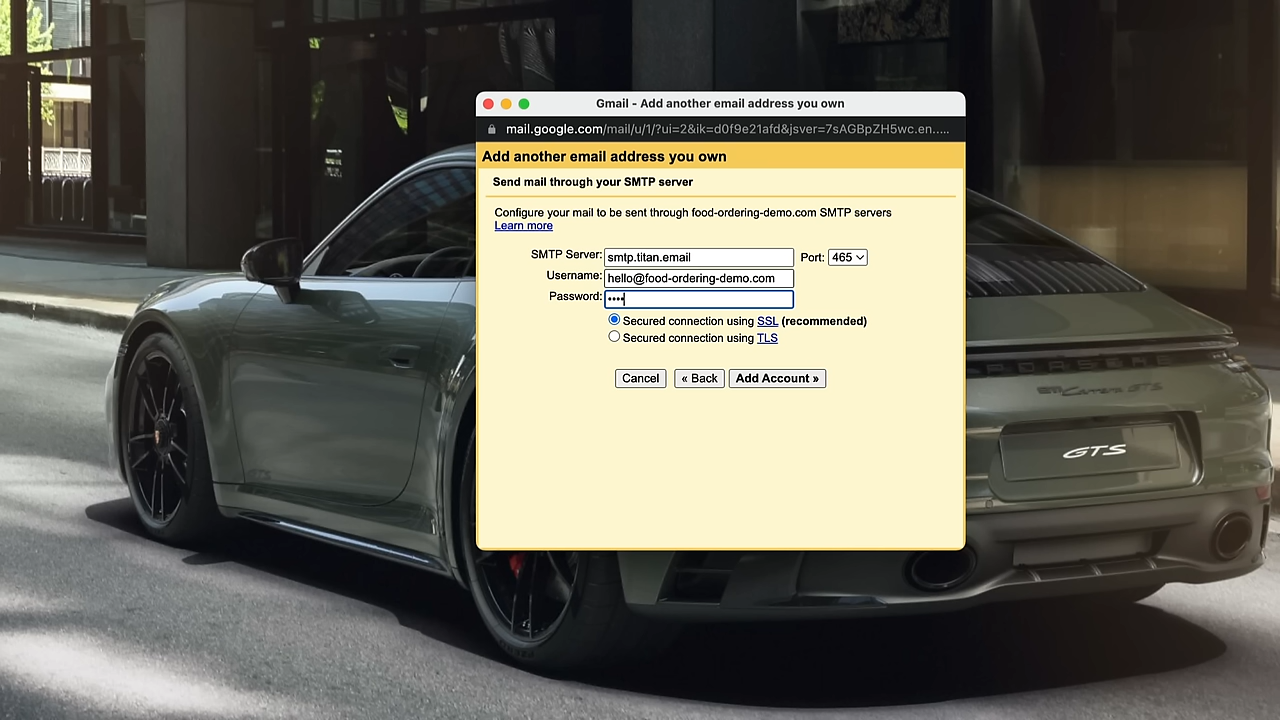 Gmail - Add another email address you own
mail.google.com/mail/u/1/?ui=2&ik=d0f9e21afd&jsver=7sAGBpZH5wc.en.…
Add another email address you own
Send mail through your SMTP server
Configure your mail to be sent through food-ordering-demo.com SMTP servers
Learn more
SMTP Server: smtp.titan.email Port: 465
Username: hello@food-ordering-demo.com
Password: ••••
Secured connection using SSL (recommended)
Secured connection using TLS
Cancel « Back Add Account »
PORSCHE
911 Carrera GTS
GTS